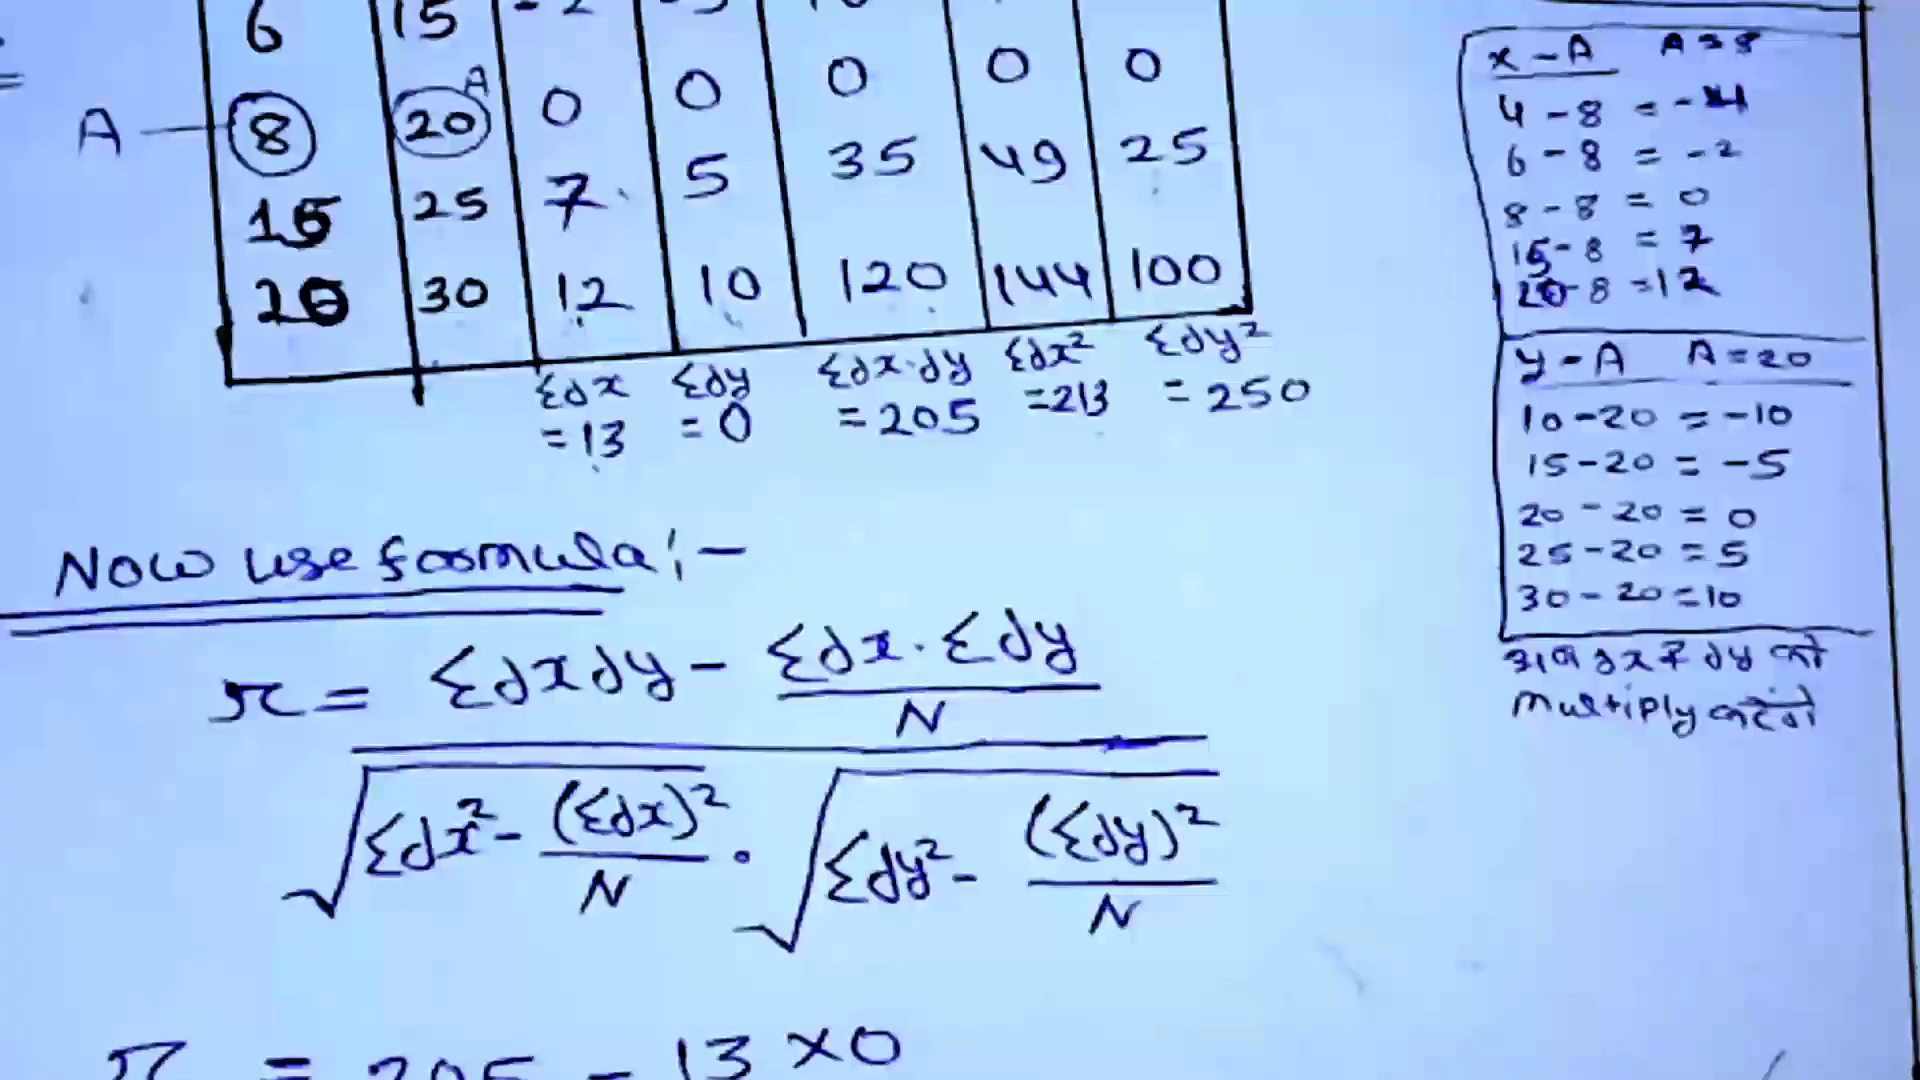 6 15 -2
A 8 20 A 0 0 0 0 0
15 25 7 5 35 49 25
20 30 12 10 120 144 100
Σdx Σdy Σdx·dy Σdx² Σdy²
=13 =0 =205 =213 =250
Now use formula:-
r = Σdxdy - Σdx·Σdy
N
√Σdx² - (Σdx)² · √Σdy² - (Σdy)²
N N
r = 205 - 13×0
x-A A=8
4-8 = -4
6-8 = -2
8-8 = 0
15-8 = 7
20-8 = 12
y-A A=20
10-20 = -10
15-20 = -5
20-20 = 0
25-20 = 5
30-20 = 10
अब dx व dy को
multiply करेंगे